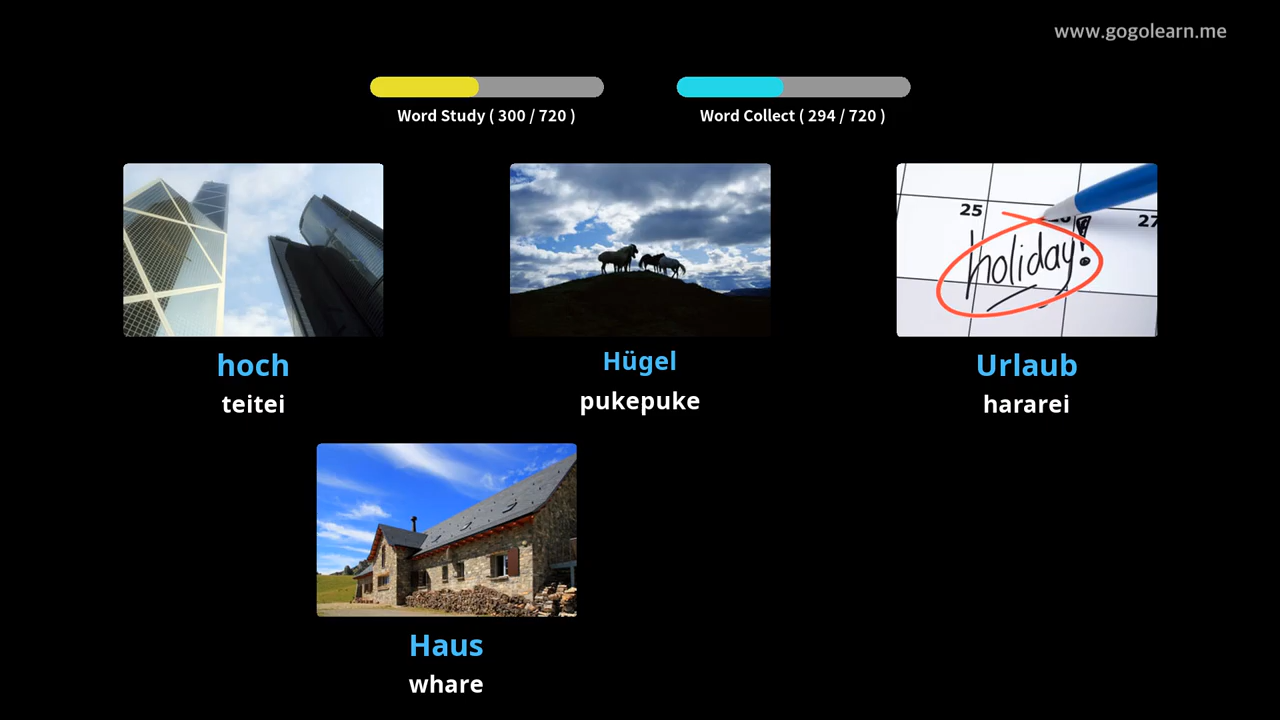 www.gogolearn.me
Word Study ( 300 / 720 )
Word Collect ( 294 / 720 )
25
27
holiday!
hoch
teitei
Hügel
pukepuke
Urlaub
hararei
Haus
whare